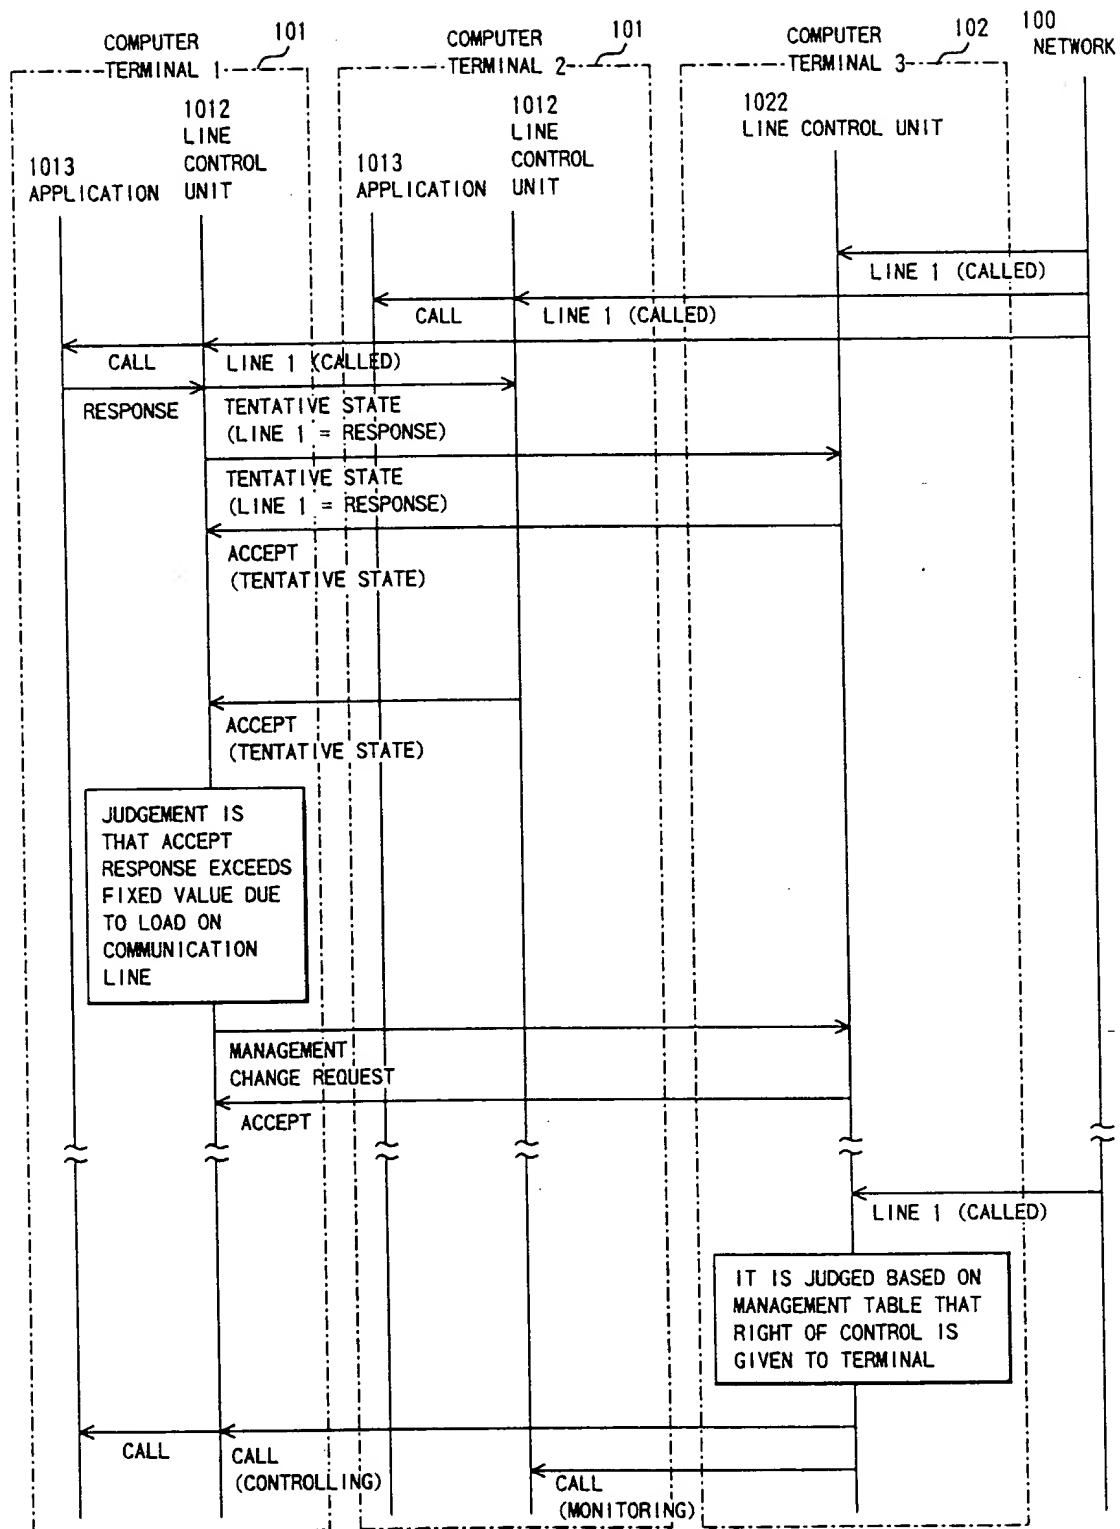 COMPUTER
TERMINAL 1
101
COMPUTER
TERMINAL 2
101
COMPUTER
TERMINAL 3
102
100
NETWORK
1013
APPLICATION
1012
LINE
CONTROL
UNIT
1013
APPLICATION
1012
LINE
CONTROL
UNIT
1022
LINE CONTROL UNIT
LINE 1 (CALLED)
CALL
LINE 1 (CALLED)
CALL
LINE 1 (CALLED)
RESPONSE
TENTATIVE STATE
(LINE 1 = RESPONSE)
TENTATIVE STATE
(LINE 1 = RESPONSE)
ACCEPT
(TENTATIVE STATE)
ACCEPT
(TENTATIVE STATE)
JUDGEMENT IS
THAT ACCEPT
RESPONSE EXCEEDS
FIXED VALUE DUE
TO LOAD ON
COMMUNICATION
LINE
MANAGEMENT
CHANGE REQUEST
ACCEPT
LINE 1 (CALLED)
IT IS JUDGED BASED ON
MANAGEMENT TABLE THAT
RIGHT OF CONTROL IS
GIVEN TO TERMINAL
CALL
CALL
(CONTROLLING)
CALL
(MONITORING)